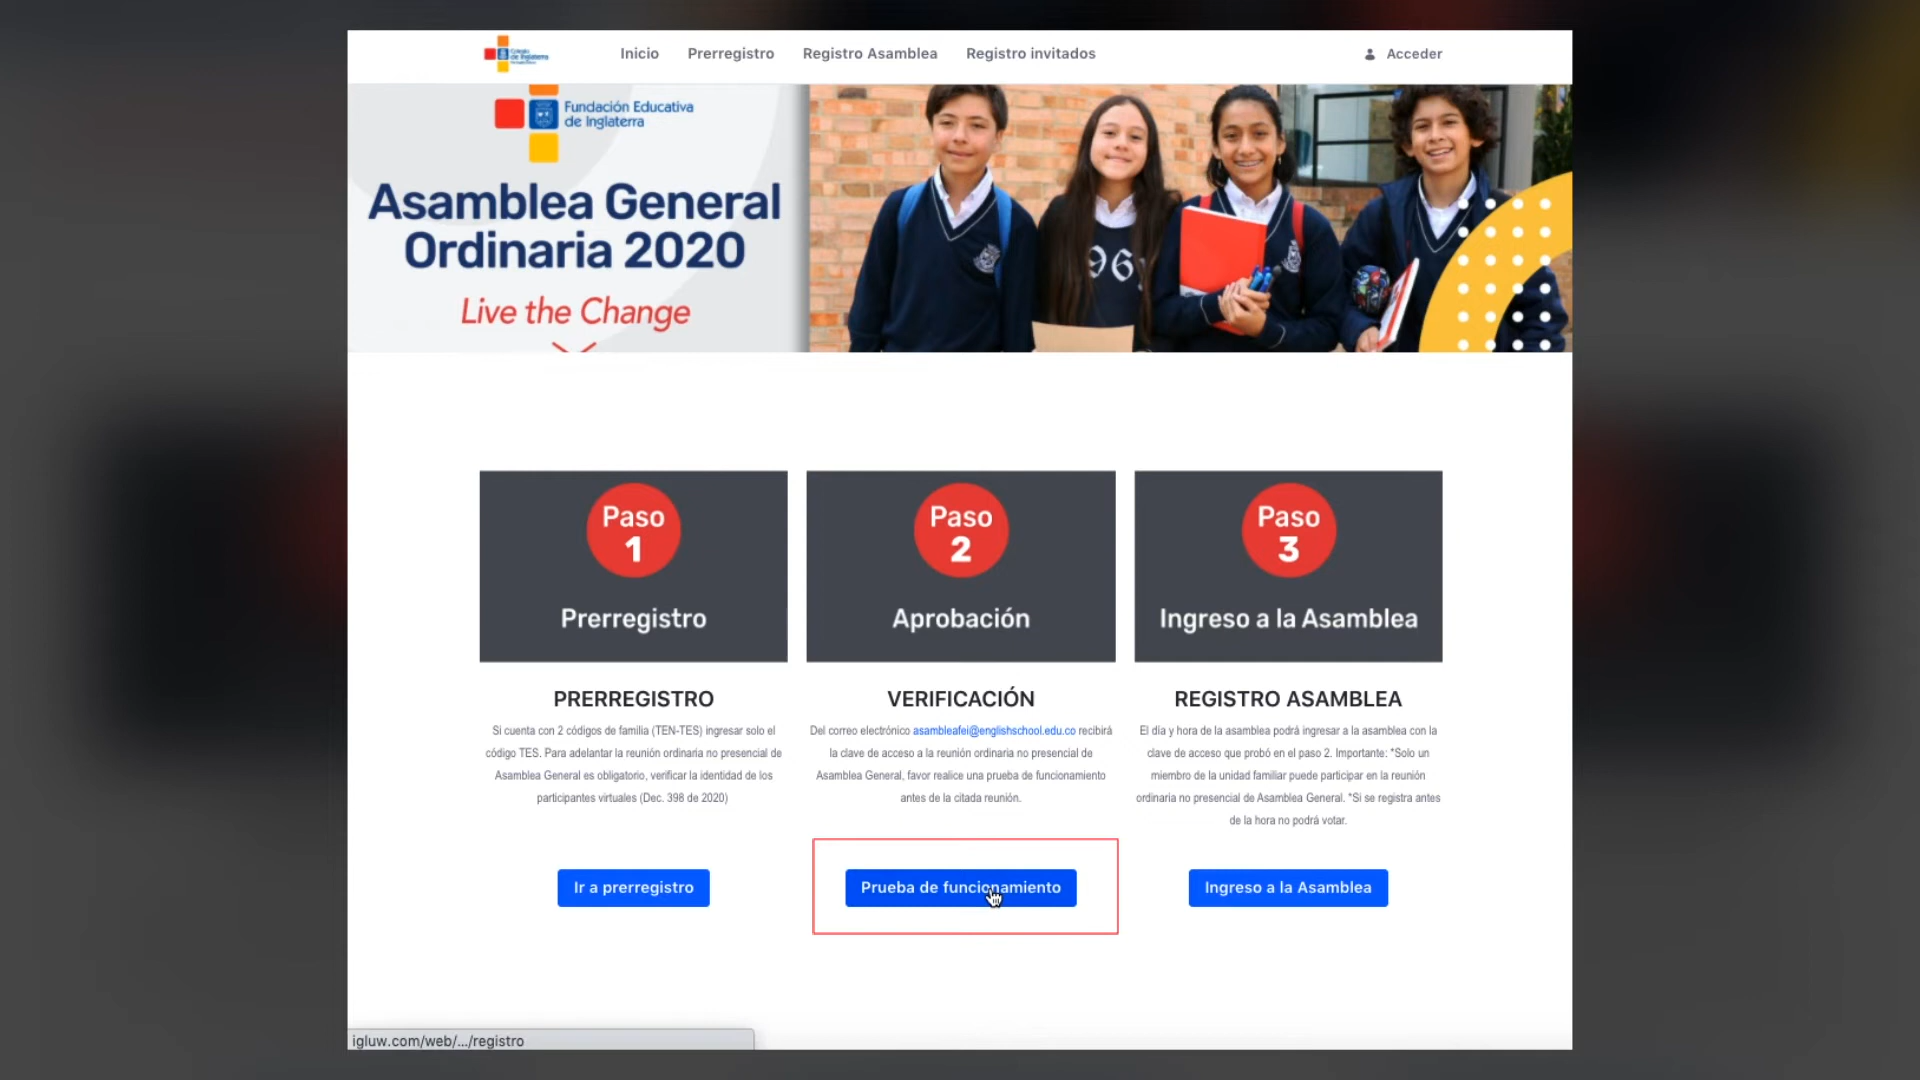 Inicio
Prerregistro
Registro Asamblea
Registro invitados
Acceder
Fundación Educativa
de Inglaterra
Asamblea General
Ordinaria 2020
Live the Change
96
Paso
1
Prerregistro
Paso
2
Aprobación
Paso
3
Ingreso a la Asamblea
PRERREGISTRO
Si cuenta con 2 códigos de familia (TEN-TES) ingresar solo el
código TES. Para adelantar la reunión ordinaria no presencial de
Asamblea General es obligatorio, verificar la identidad de los
participantes virtuales (Dec. 398 de 2020)
Ir a prerregistro
VERIFICACIÓN
Del correo electrónico asambleafei@englishschool.edu.co recibirá
la clave de acceso a la reunión ordinaria no presencial de
Asamblea General, favor realice una prueba de funcionamiento
antes de la citada reunión.
Prueba de funcionamiento
REGISTRO ASAMBLEA
El día y hora de la asamblea podrá ingresar a la asamblea con la
clave de acceso que probó en el paso 2. Importante: *Solo un
miembro de la unidad familiar puede participar en la reunión
ordinaria no presencial de Asamblea General. *Si se registra antes
de la hora no podrá votar.
Ingreso a la Asamblea
igluw.com/web/.../registro